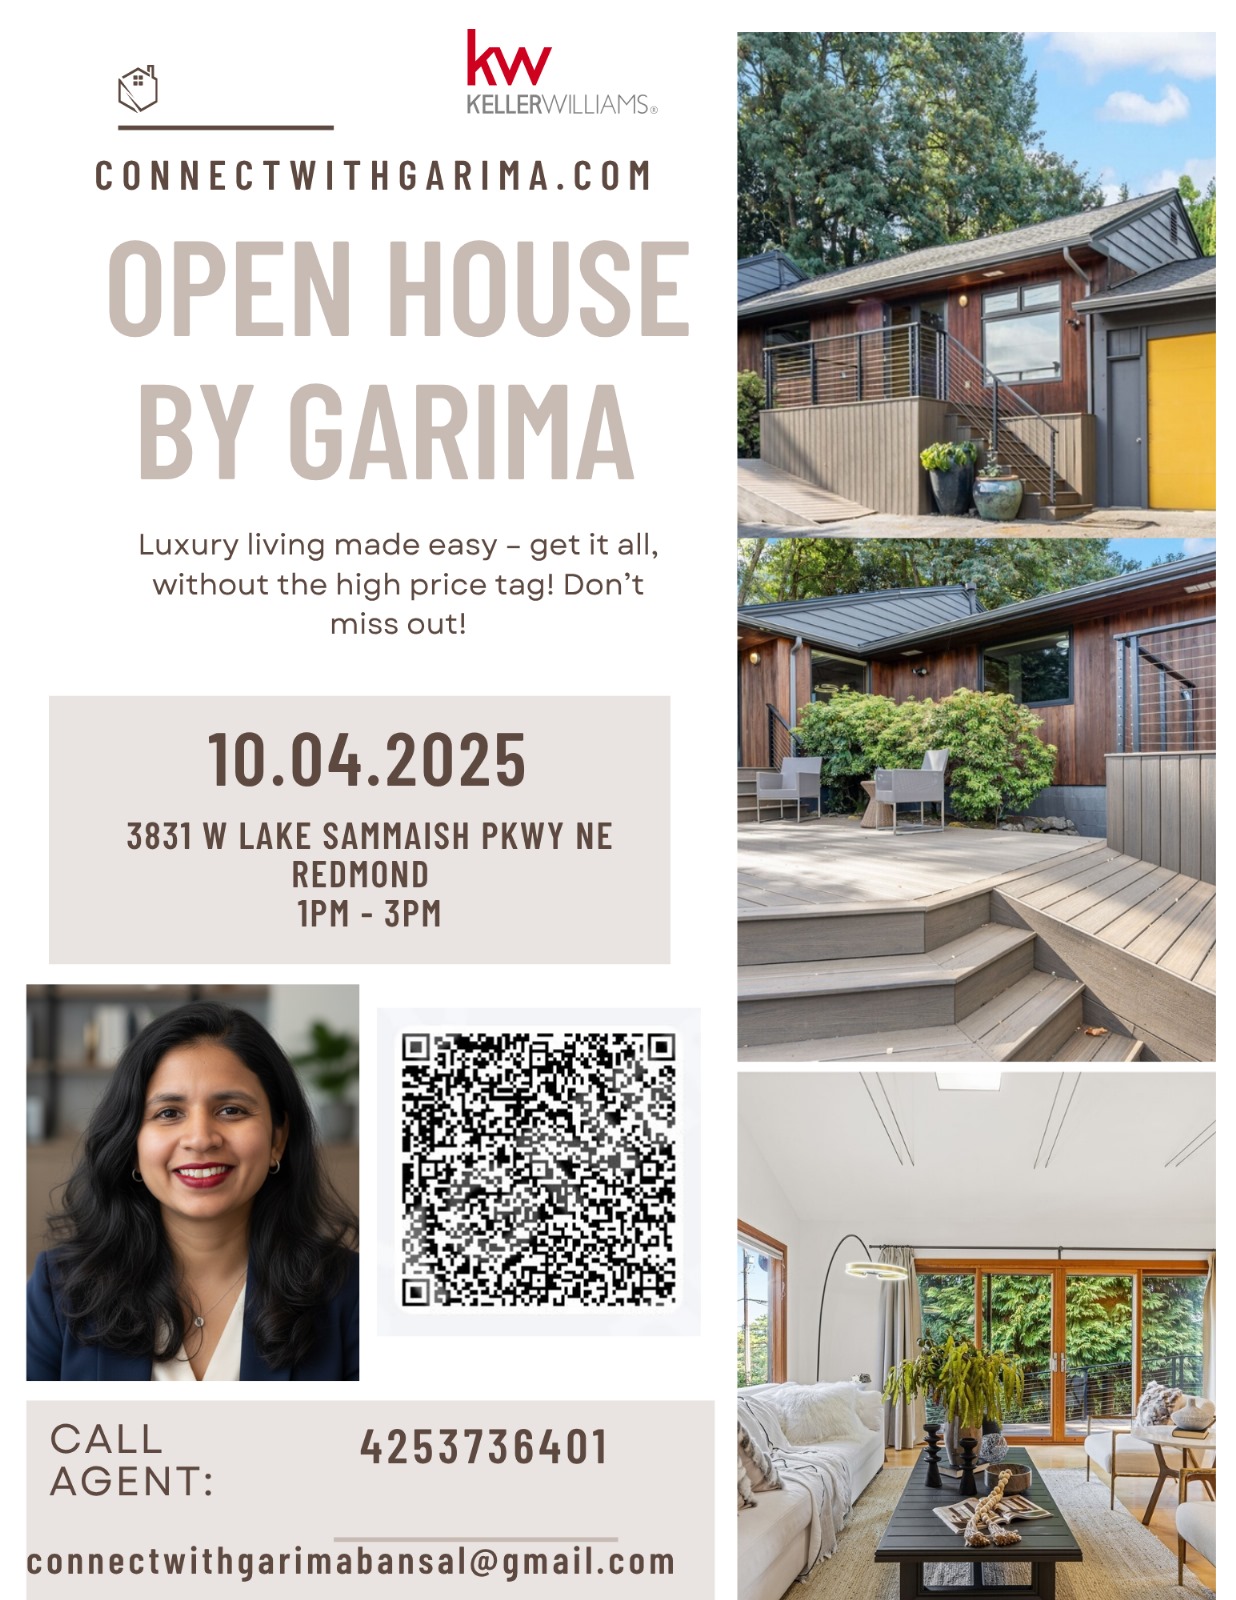 kw
KELLERWILLIAMS®
CONNECTWITHGARIMA.COM
OPEN HOUSE
BY GARIMA
Luxury living made easy – get it all,
without the high price tag! Don’t
miss out!
10.04.2025
3831 W LAKE SAMMAISH PKWY NE
REDMOND
1PM - 3PM
CALL
AGENT:
4253736401
connectwithgarimabansal@gmail.com